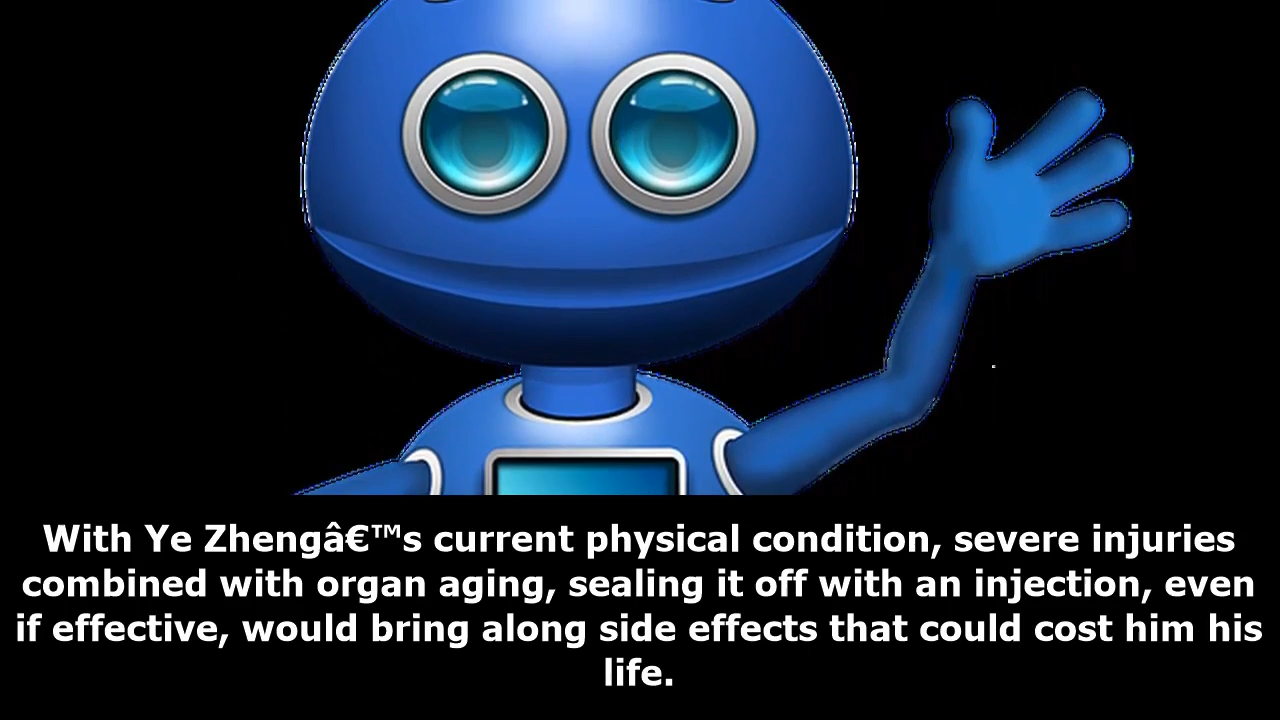 With Ye Zhengâ€™s current physical condition, severe injuries
combined with organ aging, sealing it off with an injection, even
if effective, would bring along side effects that could cost him his
life.